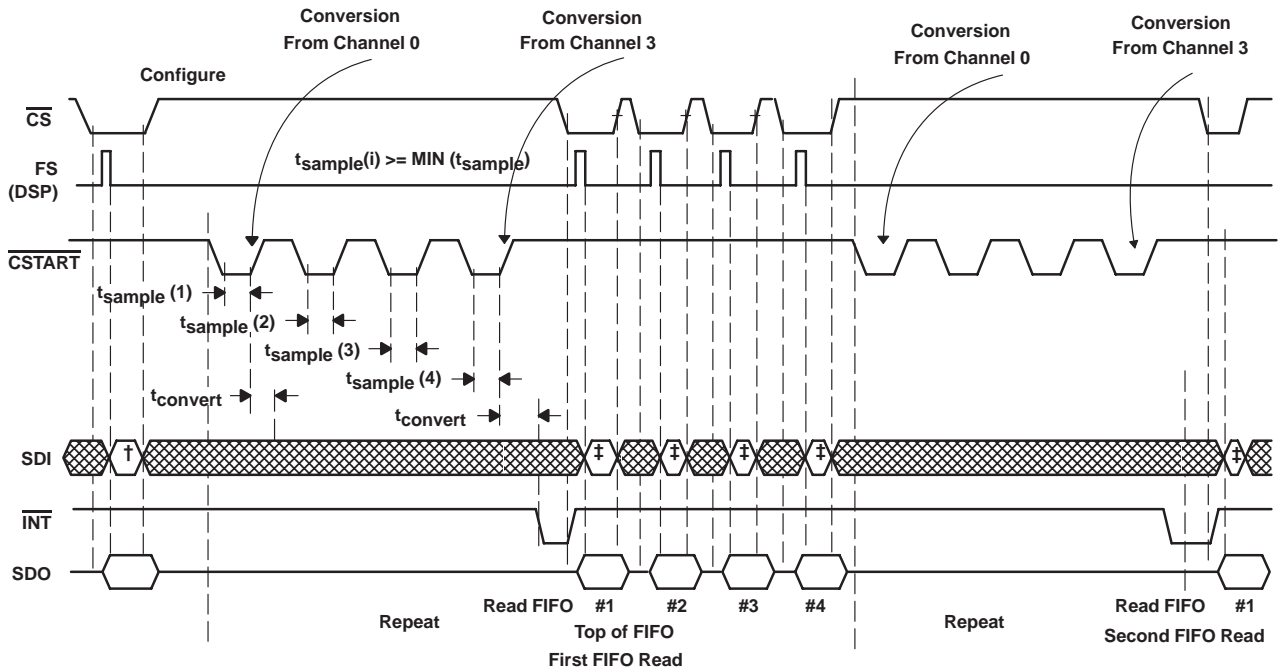 Conversion
From Channel 0
Conversion
From Channel 3
Conversion
From Channel 0
Conversion
From Channel 3
Configure
CS
FS
(DSP)
tsample(i) >= MIN (tsample)
CSTART
tsample (1)
tsample (2)
tsample (3)
tsample (4)
tconvert
tconvert
SDI
†
‡
‡
‡
‡
‡
INT
SDO
Repeat
Read FIFO
#1
#2
#3
#4
Top of FIFO
First FIFO Read
Repeat
Read FIFO
#1
Second FIFO Read